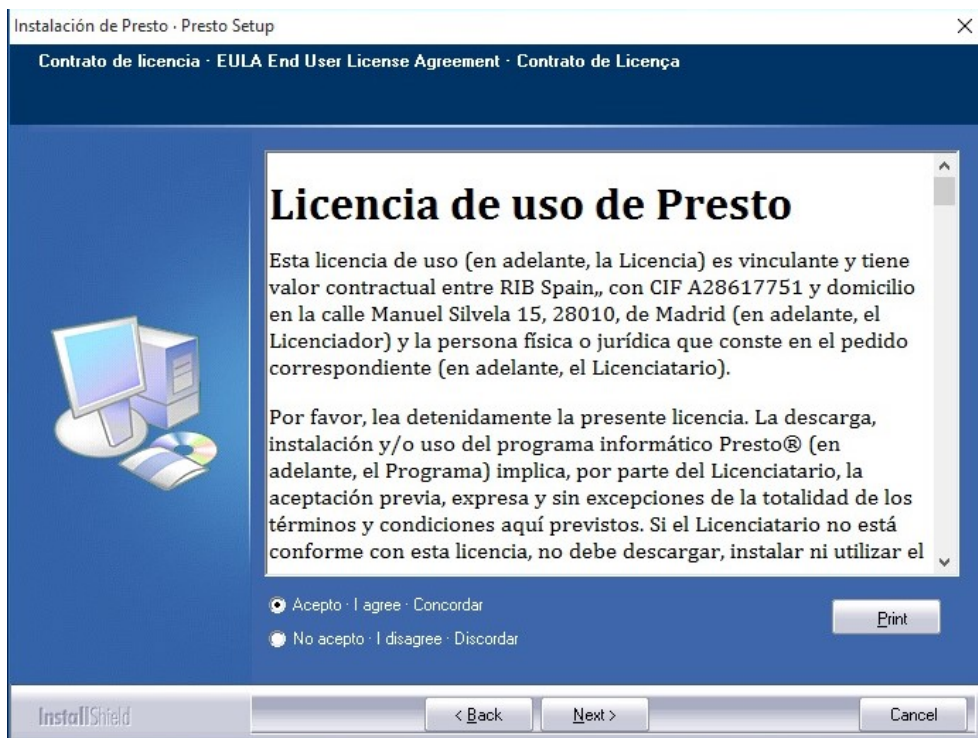 Instalación de Presto · Presto Setup
Contrato de licencia · EULA End User License Agreement · Contrato de Licença
Licencia de uso de Presto
Esta licencia de uso (en adelante, la Licencia) es vinculante y tiene
valor contractual entre RIB Spain,, con CIF A28617751 y domicilio
en la calle Manuel Silvela 15, 28010, de Madrid (en adelante, el
Licenciador) y la persona física o jurídica que conste en el pedido
correspondiente (en adelante, el Licenciatario).
Por favor, lea detenidamente la presente licencia. La descarga,
instalación y/o uso del programa informático Presto® (en
adelante, el Programa) implica, por parte del Licenciatario, la
aceptación previa, expresa y sin excepciones de la totalidad de los
términos y condiciones aquí previstos. Si el Licenciatario no está
conforme con esta licencia, no debe descargar, instalar ni utilizar el
Acepto · I agree · Concordar
Print
No acepto · I disagree · Discordar
InstallShield
< Back
Next >
Cancel